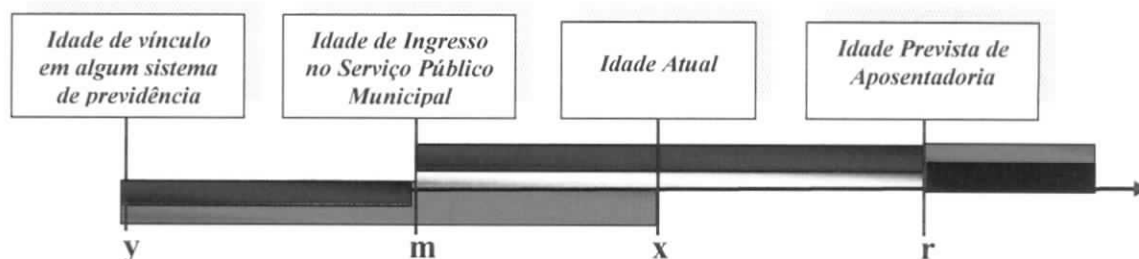 Idade de vínculo
em algum sistema
de previdência
Idade de Ingresso
no Serviço Público
Municipal
Idade Atual
Idade Prevista de
Aposentadoria
y
m
x
r